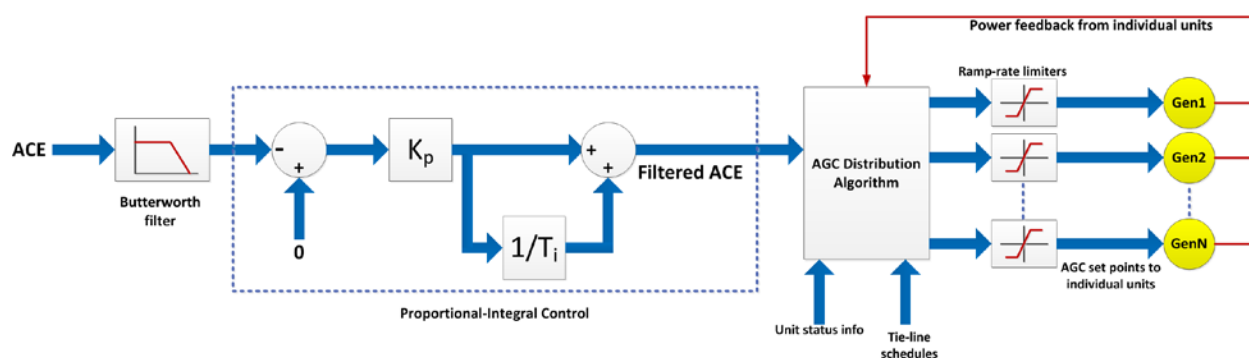 ACE
Butterworth
filter
-
+
0
Kp
1/Ti
+
+
Filtered ACE
Proportional-Integral Control
AGC Distribution
Algorithm
Unit status info
Tie-line
schedules
Power feedback from individual units
Ramp-rate limiters
Gen1
Gen2
GenN
AGC set points to
individual units